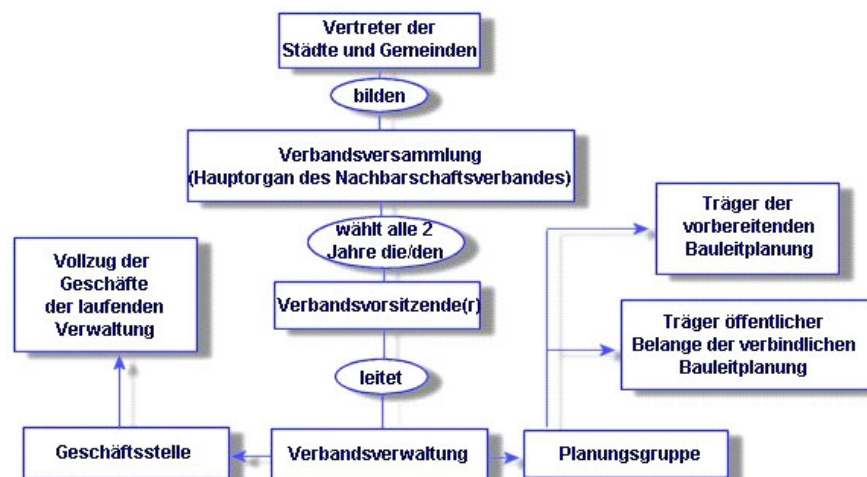 Vertreter der
Städte und Gemeinden
bilden
Verbandsversammlung
(Hauptorgan des Nachbarschaftsverbandes)
wählt alle 2
Jahre die/den
Verbandsvorsitzende(r)
leitet
Verbandsverwaltung
Geschäftsstelle
Vollzug der
Geschäfte
der laufenden
Verwaltung
Planungsgruppe
Träger der
vorbereitenden
Bauleitplanung
Träger öffentlicher
Belange der verbindlichen
Bauleitplanung